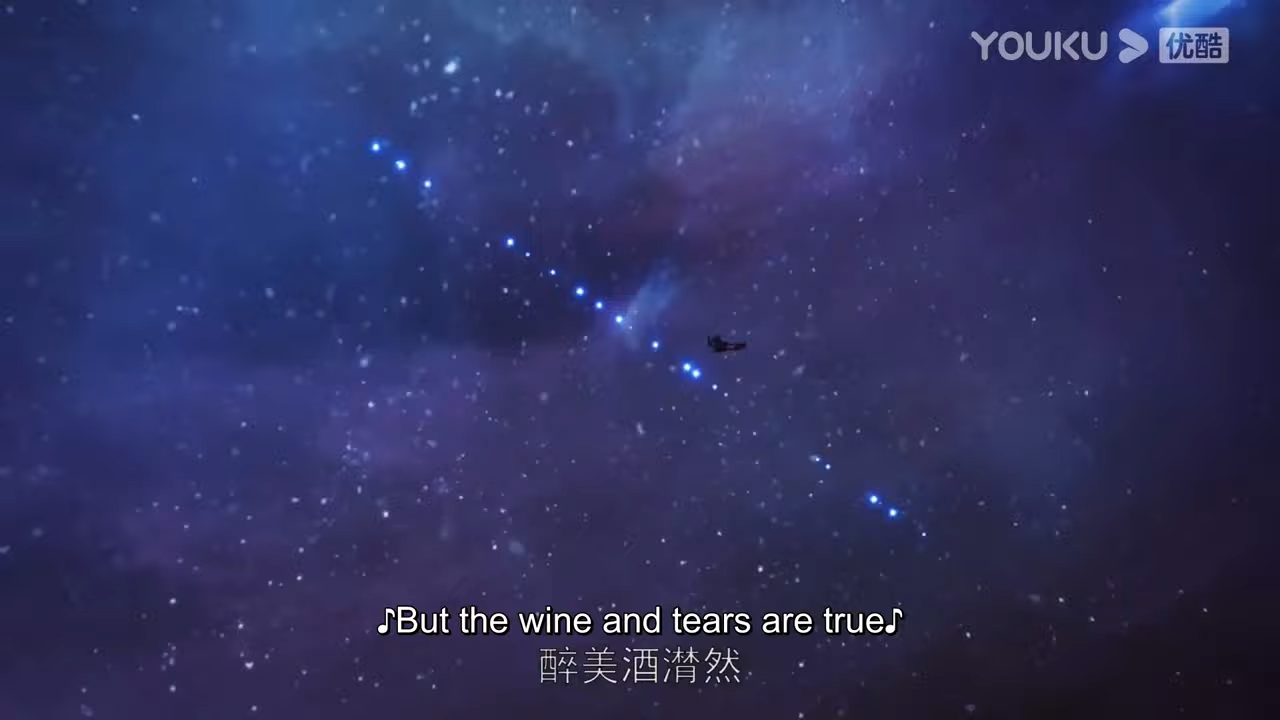 YOUKU 优酷
♪But the wine and tears are true♪
醉美酒潸然